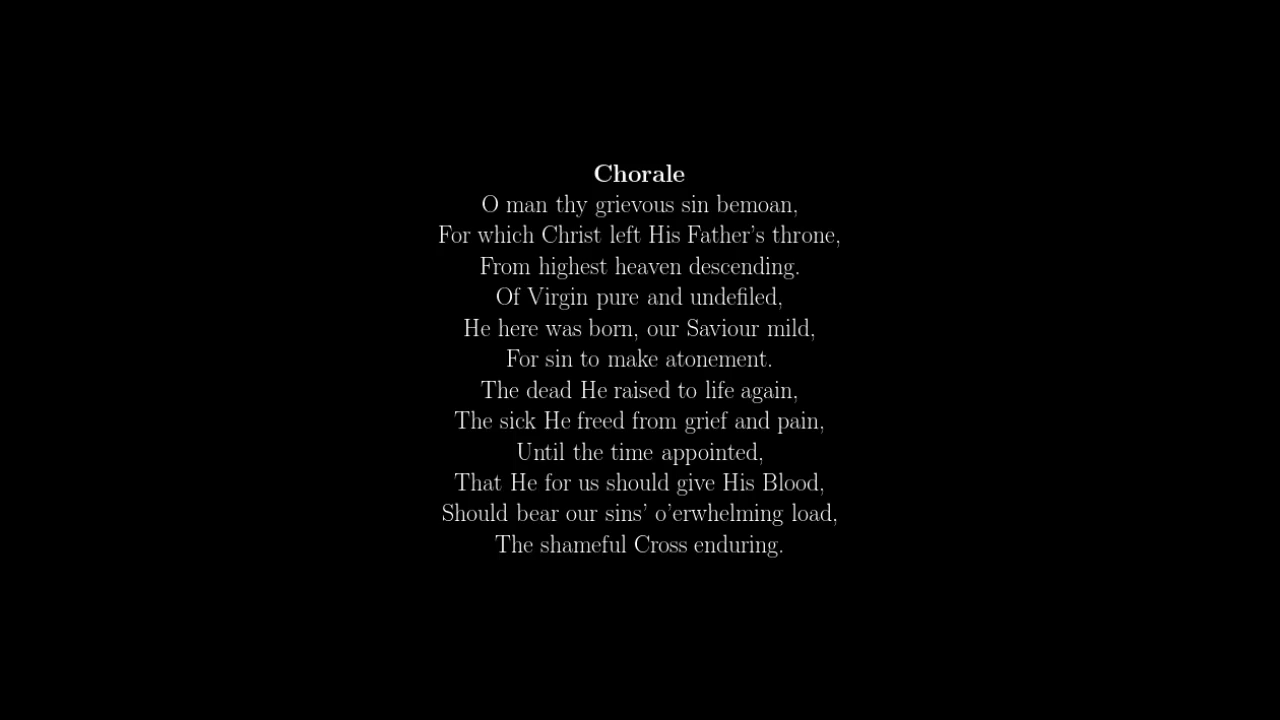 Chorale
O man thy grievous sin bemoan,
For which Christ left His Father's throne,
From highest heaven descending.
Of Virgin pure and undefiled,
He here was born, our Saviour mild,
For sin to make atonement.
The dead He raised to life again,
The sick He freed from grief and pain,
Until the time appointed,
That He for us should give His Blood,
Should bear our sins' o'erwhelming load,
The shameful Cross enduring.